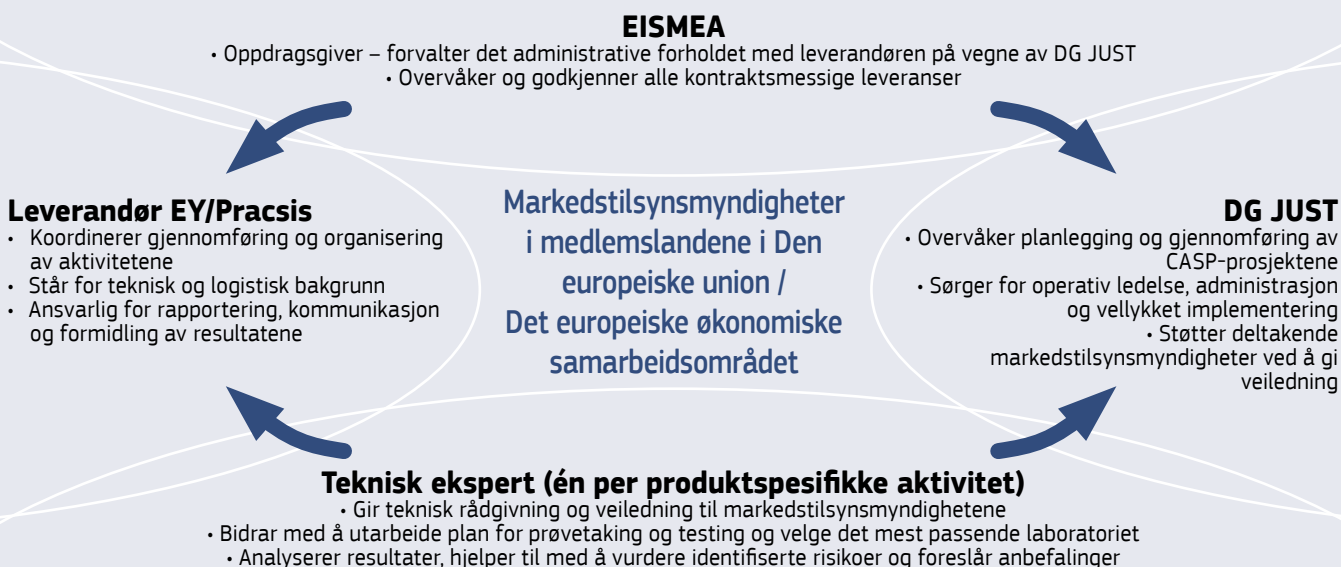 EISMEA
• Oppdragsgiver – forvalter det administrative forholdet med leverandøren på vegne av DG JUST
• Overvåker og godkjenner alle kontraktsmessige leveranser
Leverandør EY/Pracsis
• Koordinerer gjennomføring og organisering
av aktivitetene
• Står for teknisk og logistisk bakgrunn
• Ansvarlig for rapportering, kommunikasjon
og formidling av resultatene
Markedstilsynsmyndigheter
i medlemslandene i Den
europeiske union /
Det europeiske økonomiske
samarbeidsområdet
DG JUST
• Overvåker planlegging og gjennomføring av
CASP-prosjektene
• Sørger for operativ ledelse, administrasjon
og vellykket implementering
• Støtter deltakende
markedstilsynsmyndigheter ved å gi
veiledning
Teknisk ekspert (én per produktspesifikke aktivitet)
• Gir teknisk rådgivning og veiledning til markedstilsynsmyndighetene
• Bidrar med å utarbeide plan for prøvetaking og testing og velge det mest passende laboratoriet
• Analyserer resultater, hjelper til med å vurdere identifiserte risikoer og foreslår anbefalinger